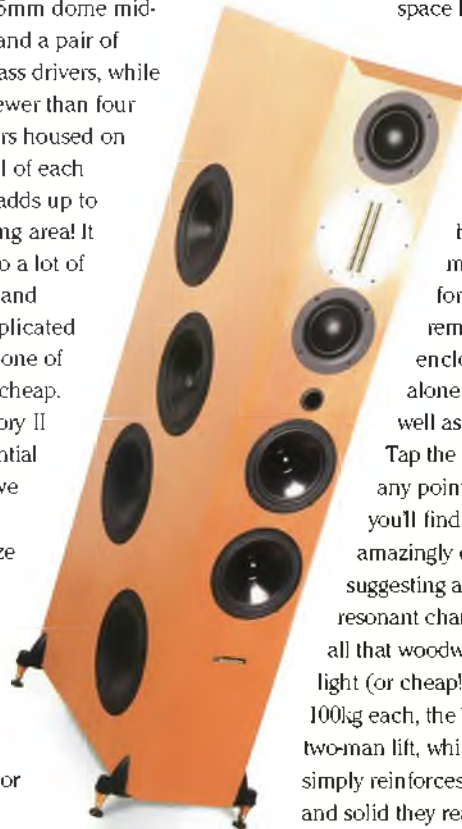 5mm dome mid-
and a pair of
ass drivers, while
ewer than four
rs housed on
l of each
adds up to
ng area! It
o a lot of
and
plicated
one of
cheap.
ory II
ntial
ve
ze
or
space
m
for
rem
enclo
alone
well as
Tap the
any point
you'll find
amazingly
suggesting a
resonant char
all that woodw
light (or cheap!
100kg each, the
two-man lift, whi
simply reinforces
and solid they rea